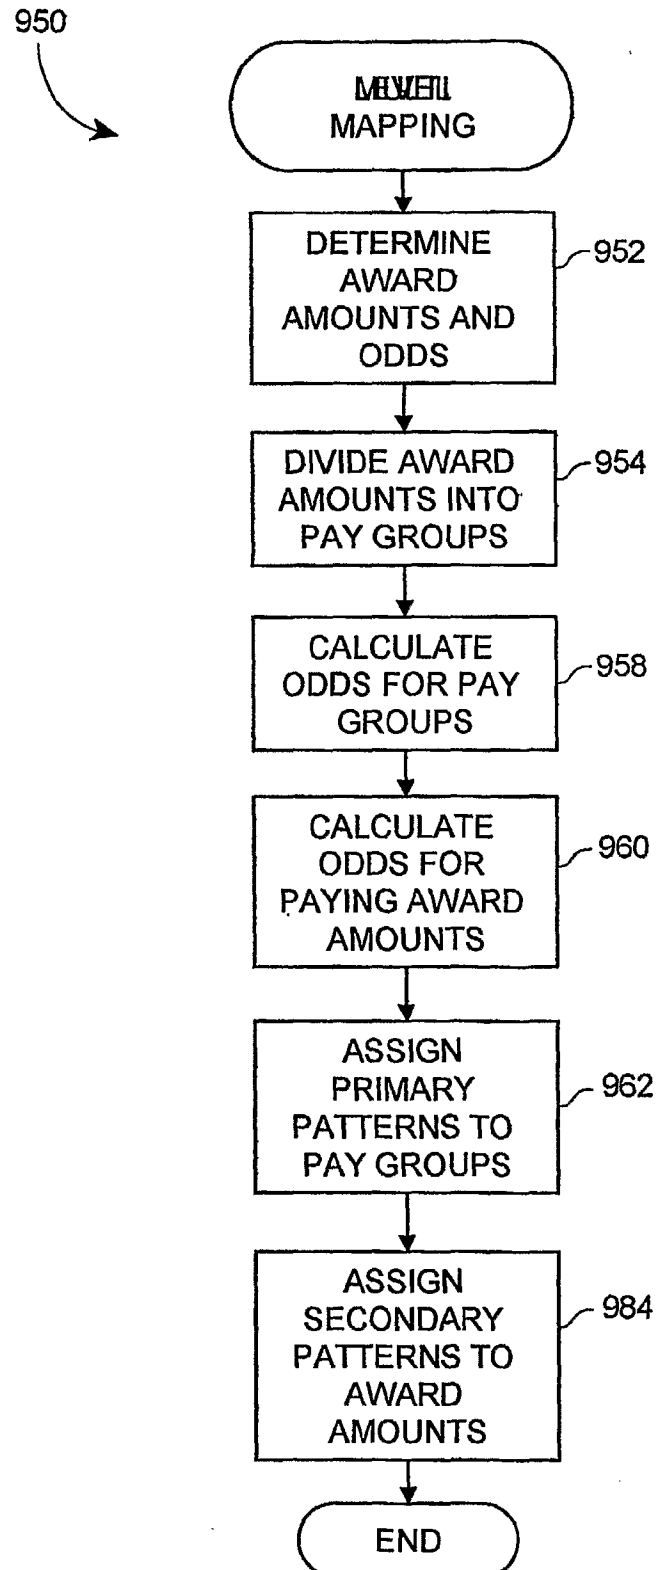 950
MAPPING
DETERMINE
AWARD
AMOUNTS AND
ODDS
952
DIVIDE AWARD
AMOUNTS INTO
PAY GROUPS
954
CALCULATE
ODDS FOR PAY
GROUPS
958
CALCULATE
ODDS FOR
PAYING AWARD
AMOUNTS
960
ASSIGN
PRIMARY
PATTERNS TO
PAY GROUPS
962
ASSIGN
SECONDARY
PATTERNS TO
AWARD
AMOUNTS
984
END